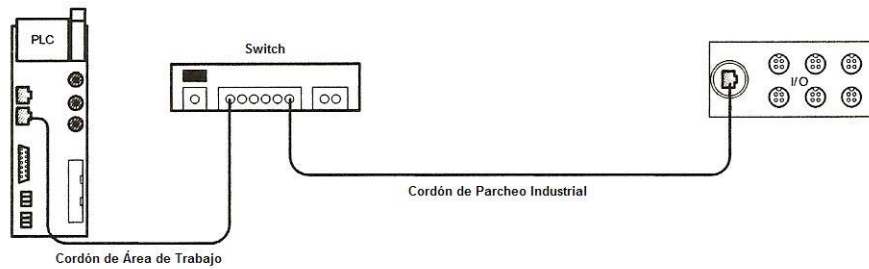 PLC
Switch
I/O
Cordón de Parcheo Industrial
Cordón de Área de Trabajo